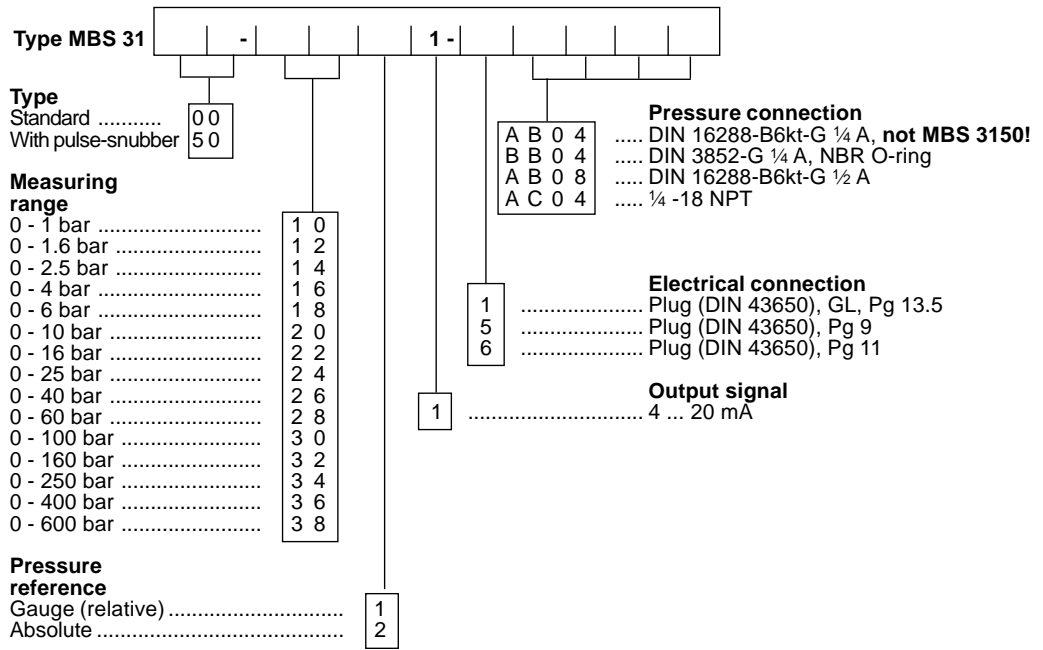 Type MBS 31 - 1 -
Type
Standard ........... 0 0
With pulse-snubber 5 0
Pressure connection
A B 0 4 ..... DIN 16288-B6kt-G ¼ A, not MBS 3150!
B B 0 4 ..... DIN 3852-G ¼ A, NBR O-ring
A B 0 8 ..... DIN 16288-B6kt-G ½ A
A C 0 4 ..... ¼ -18 NPT
Measuring
range
0 - 1 bar ............................ 1 0
0 - 1.6 bar ......................... 1 2
0 - 2.5 bar ......................... 1 4
0 - 4 bar ............................ 1 6
0 - 6 bar ............................ 1 8
0 - 10 bar .......................... 2 0
0 - 16 bar .......................... 2 2
0 - 25 bar .......................... 2 4
0 - 40 bar .......................... 2 6
0 - 60 bar .......................... 2 8
0 - 100 bar ........................ 3 0
0 - 160 bar ........................ 3 2
0 - 250 bar ........................ 3 4
0 - 400 bar ........................ 3 6
0 - 600 bar ........................ 3 8
Electrical connection
1 ...................... Plug (DIN 43650), GL, Pg 13.5
5 ...................... Plug (DIN 43650), Pg 9
6 ...................... Plug (DIN 43650), Pg 11
Output signal
1 ............................... 4 ... 20 mA
Pressure
reference
Gauge (relative) ............................... 1
Absolute ............................................ 2